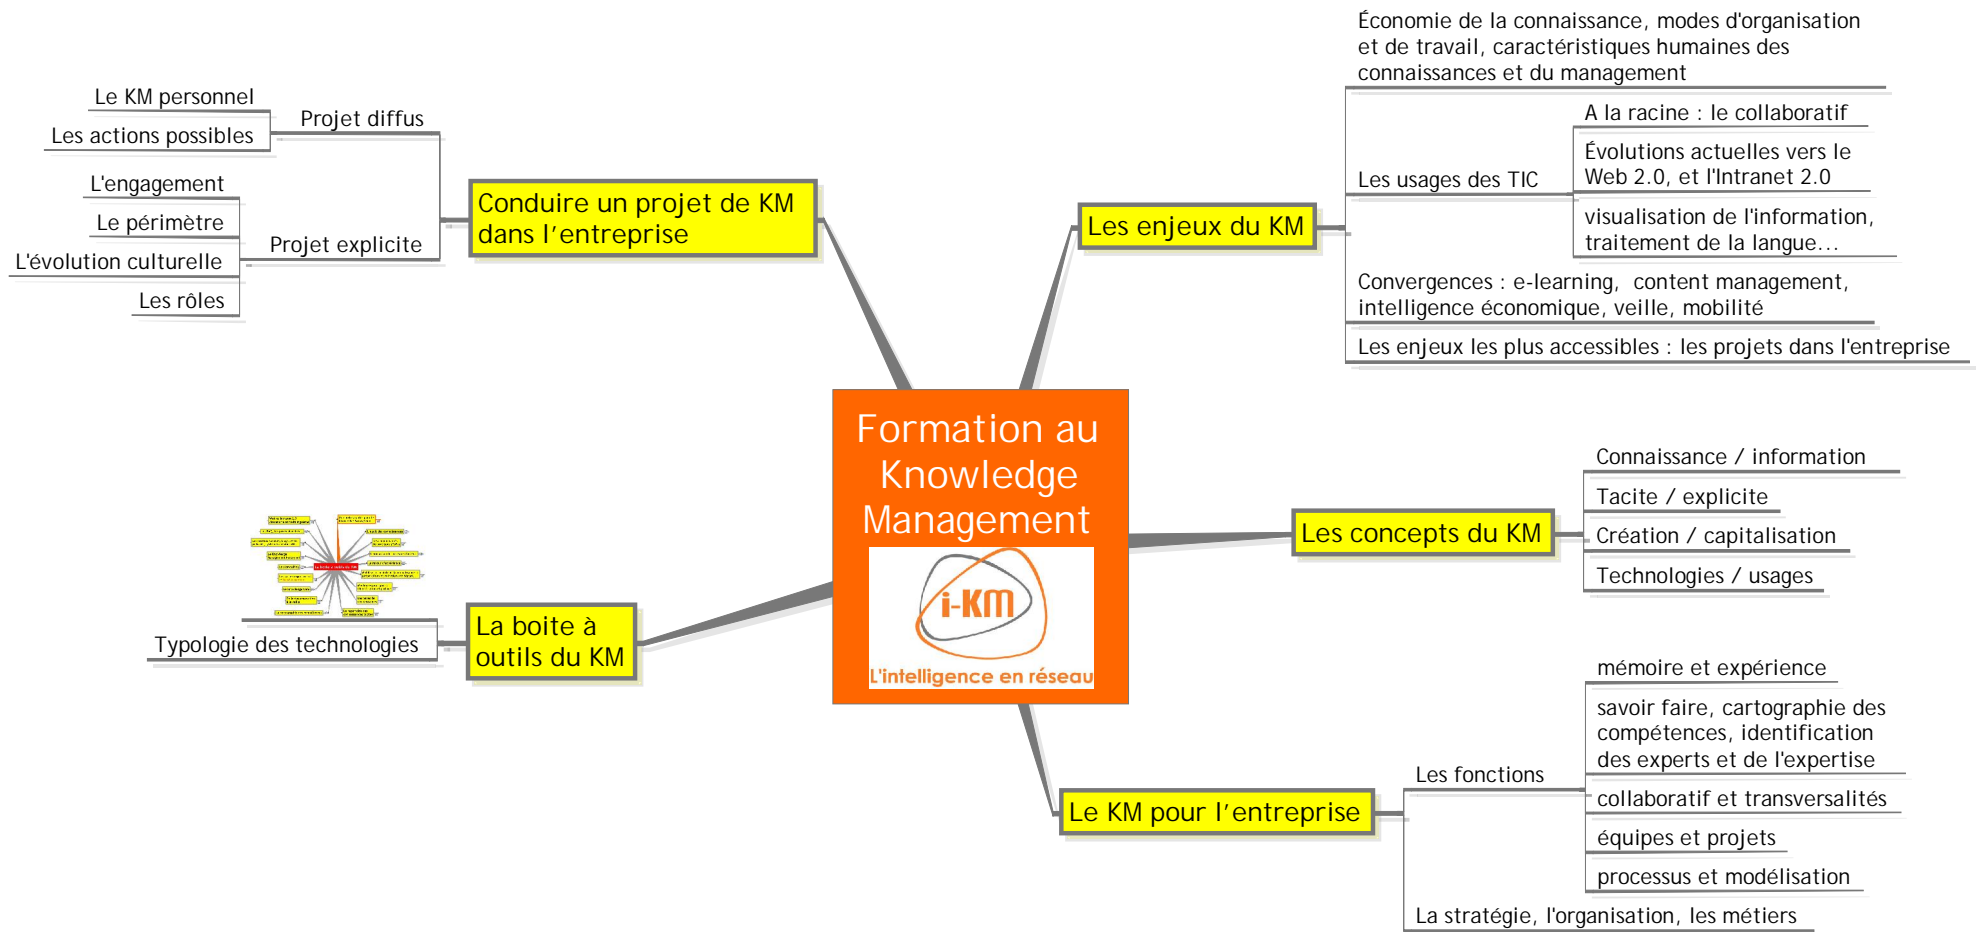 Formation au
Knowledge
Management
i-KM
L'intelligence en réseau
Les enjeux du KM
Économie de la connaissance, modes d'organisation
et de travail, caractéristiques humaines des
connaissances et du management
Les usages des TIC
A la racine : le collaboratif
Évolutions actuelles vers le
Web 2.0, et l'Intranet 2.0
visualisation de l'information,
traitement de la langue...
Convergences : e-learning, content management,
intelligence économique, veille, mobilité
Les enjeux les plus accessibles : les projets dans l'entreprise
Les concepts du KM
Connaissance / information
Tacite / explicite
Création / capitalisation
Technologies / usages
Le KM pour l’entreprise
Les fonctions
mémoire et expérience
savoir faire, cartographie des
compétences, identification
des experts et de l'expertise
collaboratif et transversalités
équipes et projets
processus et modélisation
La stratégie, l'organisation, les métiers
Conduire un projet de KM
dans l’entreprise
Projet diffus
Le KM personnel
Les actions possibles
Projet explicite
L'engagement
Le périmètre
L'évolution culturelle
Les rôles
La boite à
outils du KM
Typologie des technologies